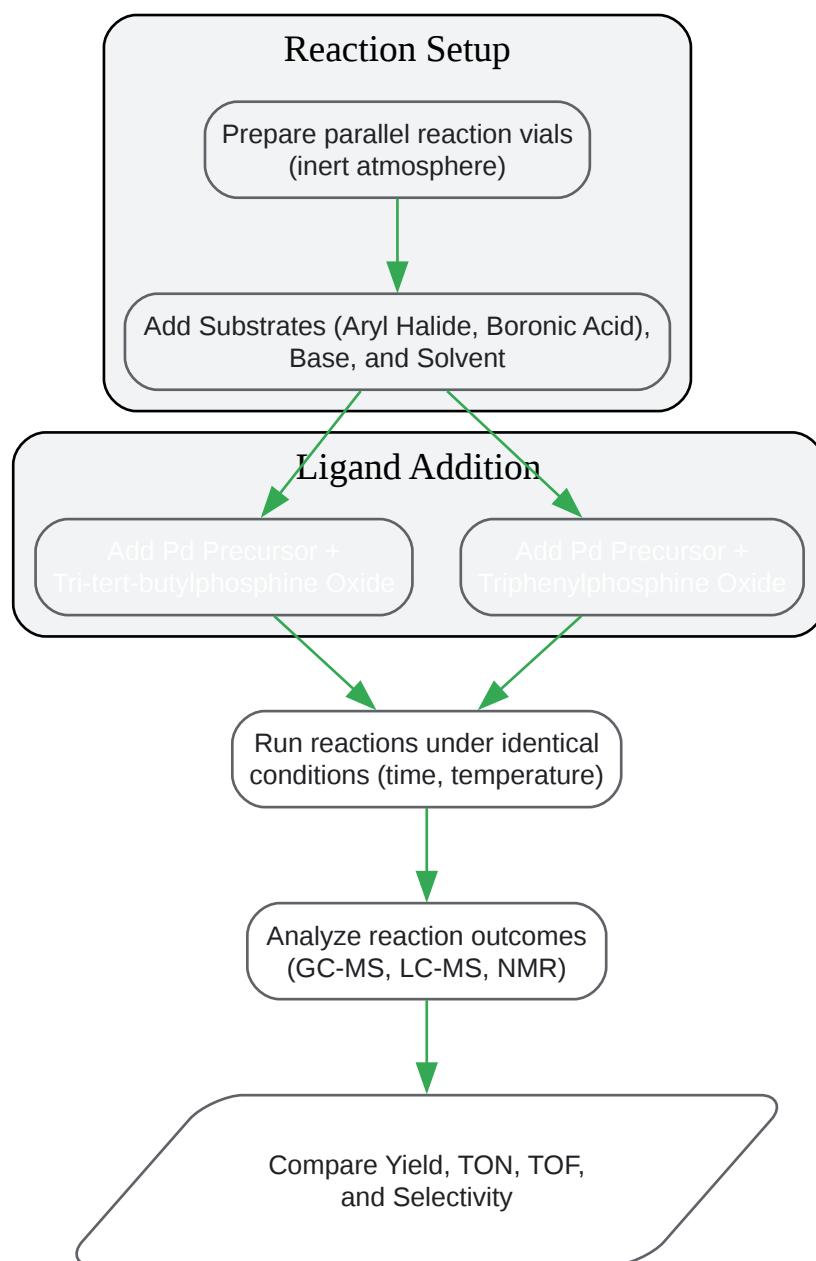 Reaction Setup
Prepare parallel reaction vials
(inert atmosphere)
Add Substrates (Aryl Halide, Boronic Acid),
Base, and Solvent
Ligand Addition
Add Pd Precursor +
Tri-tert-butylphosphine Oxide
Add Pd Precursor +
Triphenylphosphine Oxide
Run reactions under identical
conditions (time, temperature)
Analyze reaction outcomes
(GC-MS, LC-MS, NMR)
Compare Yield, TON, TOF,
and Selectivity